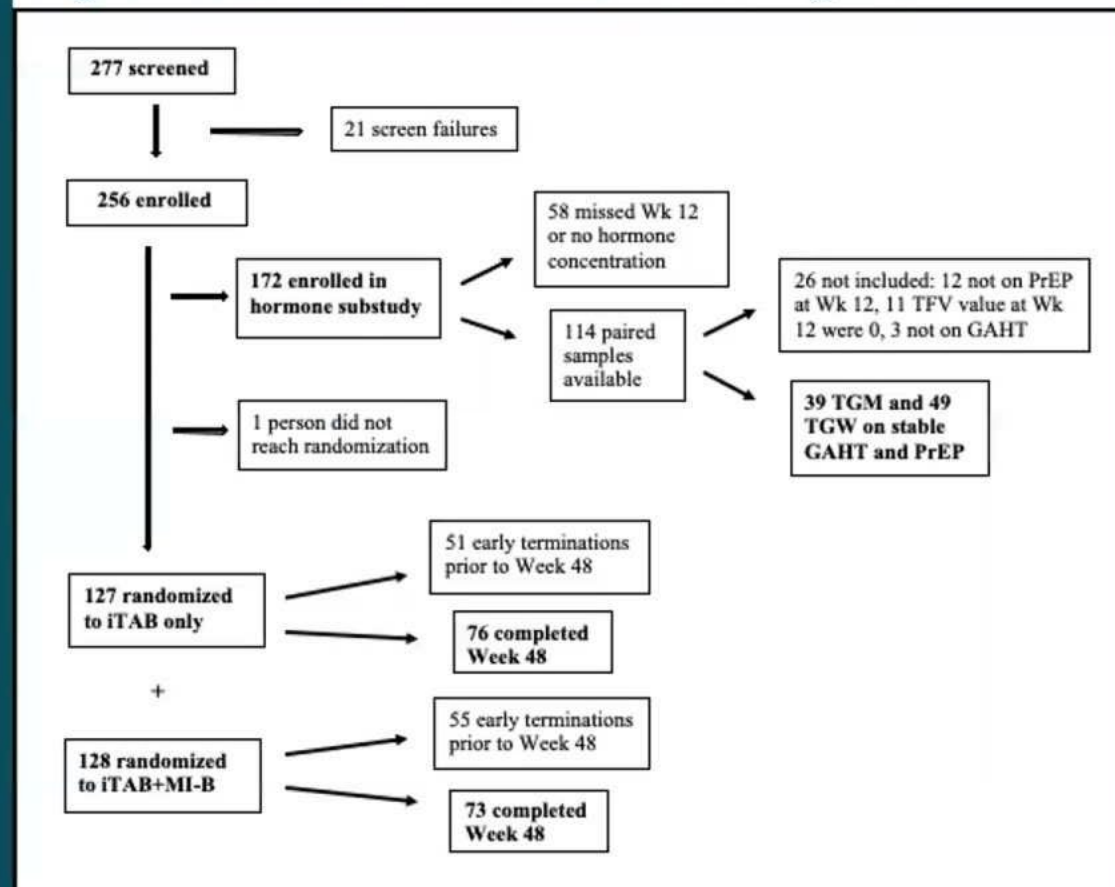 277 screened
21 screen failures
256 enrolled
58 missed Wk 12
or no hormone
concentration
172 enrolled in
hormone substudy
26 not included: 12 not on PrEP
at Wk 12, 11 TFV value at Wk
12 were 0, 3 not on GAHT
114 paired
samples
available
39 TGM and 49
TGW on stable
GAHT and PrEP
1 person did not
reach randomization
51 early terminations
prior to Week 48
127 randomized
to iTAB only
76 completed
Week 48
+
55 early terminations
prior to Week 48
128 randomized
to iTAB+MI-B
73 completed
Week 48